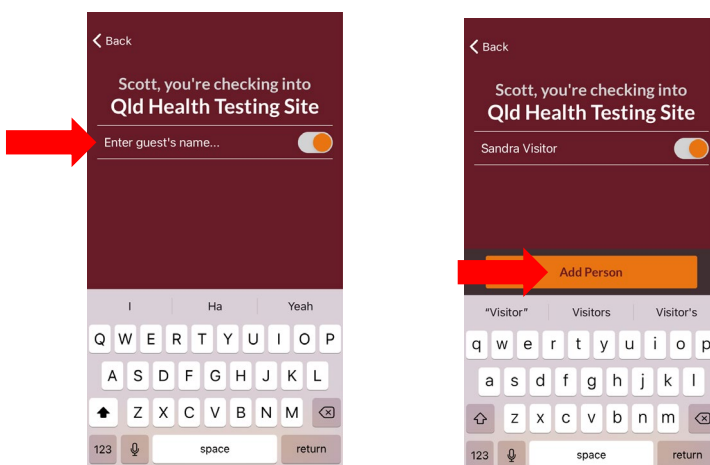 Back
Scott, you're checking into
Qld Health Testing Site
Enter guest's name...
I Ha Yeah
Q W E R T Y U I O P
A S D F G H J K L
Z X C V B N M
123 space return
Back
Scott, you're checking into
Qld Health Testing Site
Sandra Visitor
Add Person
"Visitor" Visitors Visitor's
q w e r t y u i o p
a s d f g h j k l
z x c v b n m
123 space return